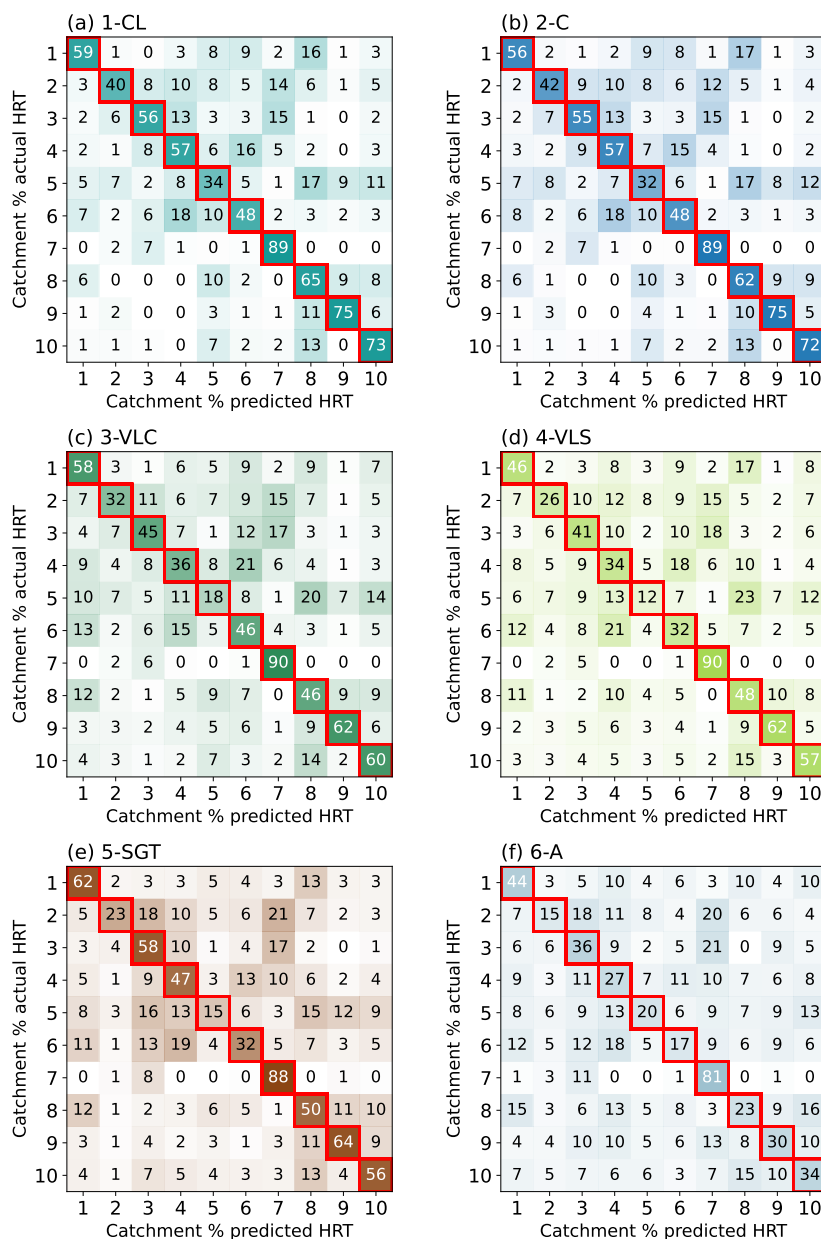 (a) 1-CL
Catchment % actual HRT
1 59 1 0 3 8 9 2 16 1 3
2 3 40 8 10 8 5 14 6 1 5
3 2 6 56 13 3 3 15 1 0 2
4 2 1 8 57 6 16 5 2 0 3
5 5 7 2 8 34 5 1 17 9 11
6 7 2 6 18 10 48 2 3 2 3
7 0 2 7 1 0 1 89 0 0 0
8 6 0 0 0 10 2 0 65 9 8
9 1 2 0 0 3 1 1 11 75 6
10 1 1 1 0 7 2 2 13 0 73
1 2 3 4 5 6 7 8 9 10
Catchment % predicted HRT
(b) 2-C
Catchment % actual HRT
1 56 2 1 2 9 8 1 17 1 3
2 2 42 9 10 8 6 12 5 1 4
3 2 7 55 13 3 3 15 1 0 2
4 3 2 9 57 7 15 4 1 0 2
5 7 8 2 7 32 6 1 17 8 12
6 8 2 6 18 10 48 2 3 1 3
7 0 2 7 1 0 0 89 0 0 0
8 6 1 0 0 10 3 0 62 9 9
9 1 3 0 0 4 1 1 10 75 5
10 1 1 1 1 7 2 2 13 0 72
1 2 3 4 5 6 7 8 9 10
Catchment % predicted HRT
(c) 3-VLC
Catchment % actual HRT
1 58 3 1 6 5 9 2 9 1 7
2 7 32 11 6 7 9 15 7 1 5
3 4 7 45 7 1 12 17 3 1 3
4 9 4 8 36 8 21 6 4 1 3
5 10 7 5 11 18 8 1 20 7 14
6 13 2 6 15 5 46 4 3 1 5
7 0 2 6 0 0 0 90 0 0 0
8 12 2 1 5 9 7 0 46 9 9
9 3 3 2 4 5 6 1 9 62 6
10 4 3 1 2 7 3 2 14 2 60
1 2 3 4 5 6 7 8 9 10
Catchment % predicted HRT
(d) 4-VLS
Catchment % actual HRT
1 46 2 3 8 3 9 2 17 1 8
2 7 26 10 12 8 9 15 5 2 7
3 3 6 41 10 2 10 18 3 2 6
4 8 5 9 34 5 18 6 10 1 4
5 6 7 9 13 12 7 1 23 7 12
6 12 4 8 21 4 32 5 7 2 5
7 0 2 5 0 0 1 90 0 0 0
8 11 1 2 10 4 5 0 48 10 8
9 2 3 5 6 3 4 1 9 62 5
10 3 3 4 5 3 5 2 15 3 57
1 2 3 4 5 6 7 8 9 10
Catchment % predicted HRT
(e) 5-SGT
Catchment % actual HRT
1 62 2 3 3 5 4 3 13 3 3
2 5 23 18 10 5 6 21 7 2 3
3 3 4 58 10 1 4 17 2 0 1
4 5 1 9 47 3 13 10 6 2 4
5 8 3 16 13 15 6 3 15 12 9
6 11 1 13 19 4 32 5 7 3 5
7 0 1 8 0 0 0 88 0 1 0
8 12 1 2 3 6 5 1 50 11 10
9 3 1 4 2 3 1 3 11 64 9
10 4 1 7 5 4 3 3 13 4 56
1 2 3 4 5 6 7 8 9 10
Catchment % predicted HRT
(f) 6-A
Catchment % actual HRT
1 44 3 5 10 4 6 3 10 4 10
2 7 15 18 11 8 4 20 6 6 4
3 6 6 36 9 2 5 21 0 9 5
4 9 3 11 27 7 11 10 7 6 8
5 8 6 9 13 20 6 9 7 9 13
6 12 5 12 18 5 17 9 6 9 6
7 1 3 11 0 0 1 81 0 1 0
8 15 3 6 13 5 8 3 23 9 16
9 4 4 10 10 5 6 13 8 30 10
10 7 5 7 6 6 3 7 15 10 34
1 2 3 4 5 6 7 8 9 10
Catchment % predicted HRT